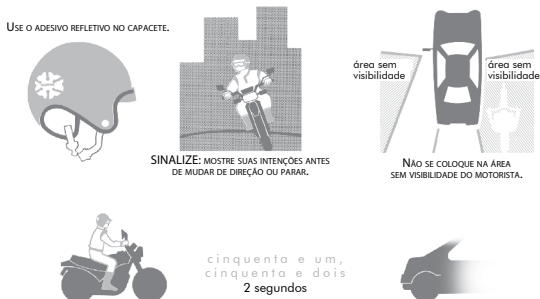 USE O ADESIVO REFLETIVO NO CAPACETE.
área sem
visibilidade
área sem
visibilidade
SINALIZE: MOSTRE SUAS INTENÇÕES ANTES
DE MUDAR DE DIREÇÃO OU PARAR.
NÃO SE COLOQUE NA ÁREA
SEM VISIBILIDADE DO MOTORISTA.
cinquenta e um,
cinquenta e dois
2 segundos